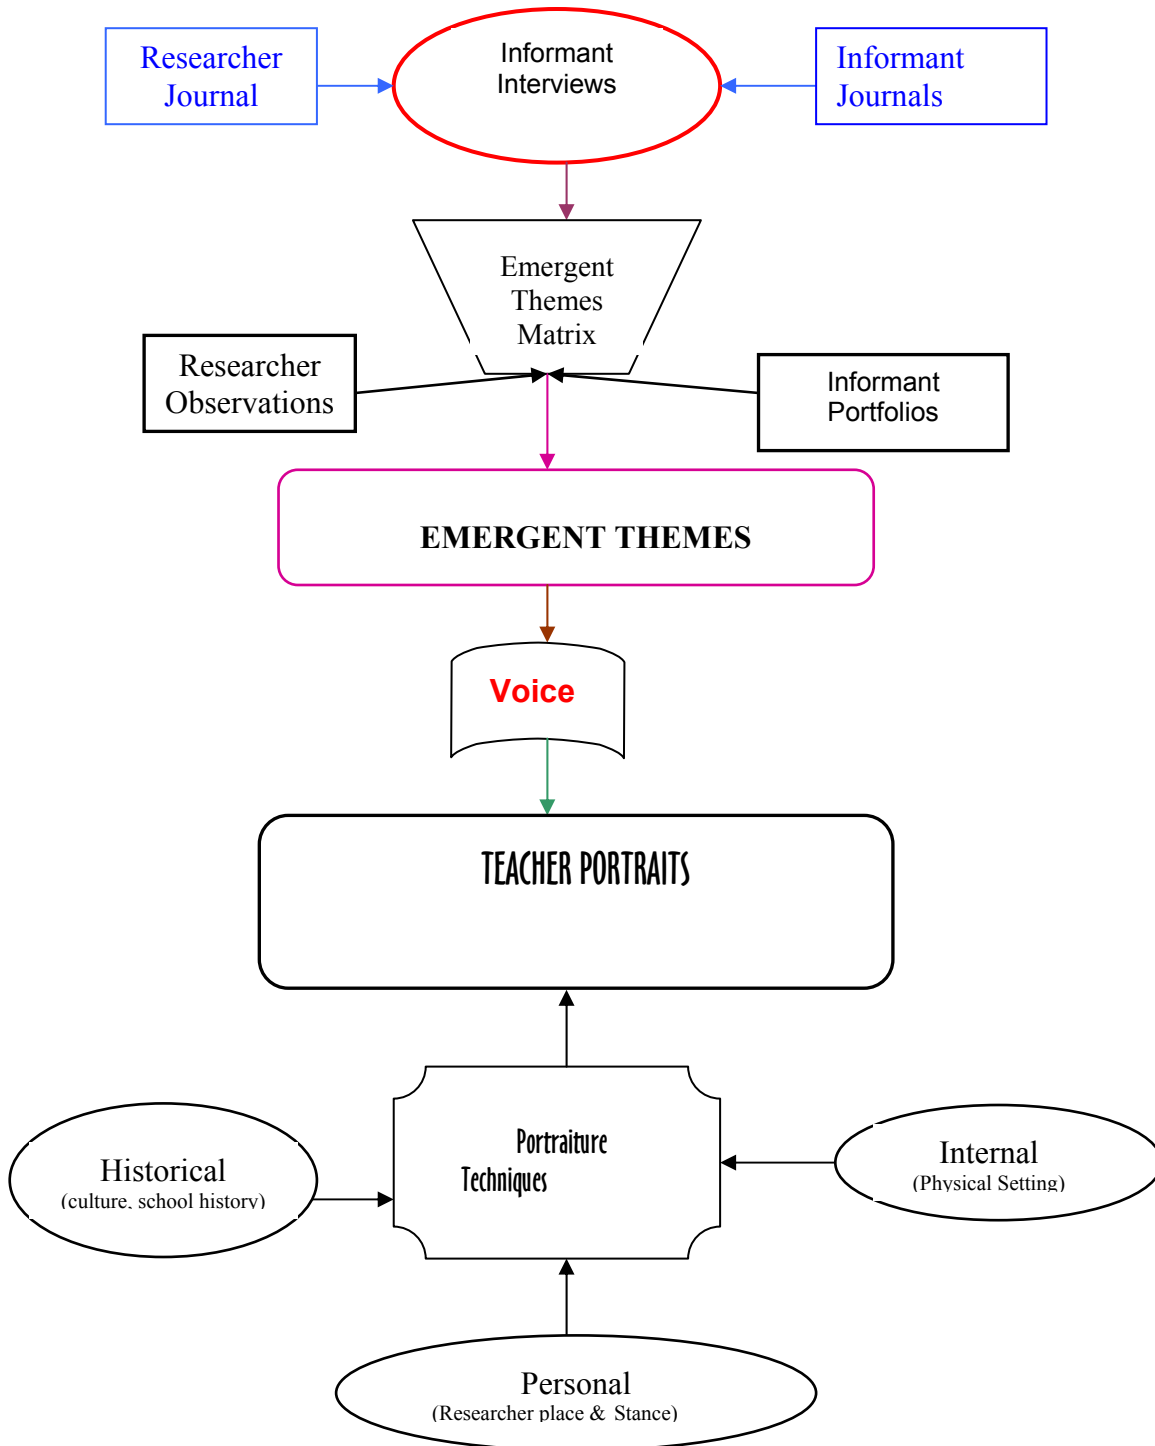 Researcher
Journal
Informant
Interviews
Informant
Journals
Emergent
Themes
Matrix
Researcher
Observations
Informant
Portfolios
EMERGENT THEMES
Voice
TEACHER PORTRAITS
Portraiture
Techniques
Historical
(culture, school history)
Internal
(Physical Setting)
Personal
(Researcher place & Stance)